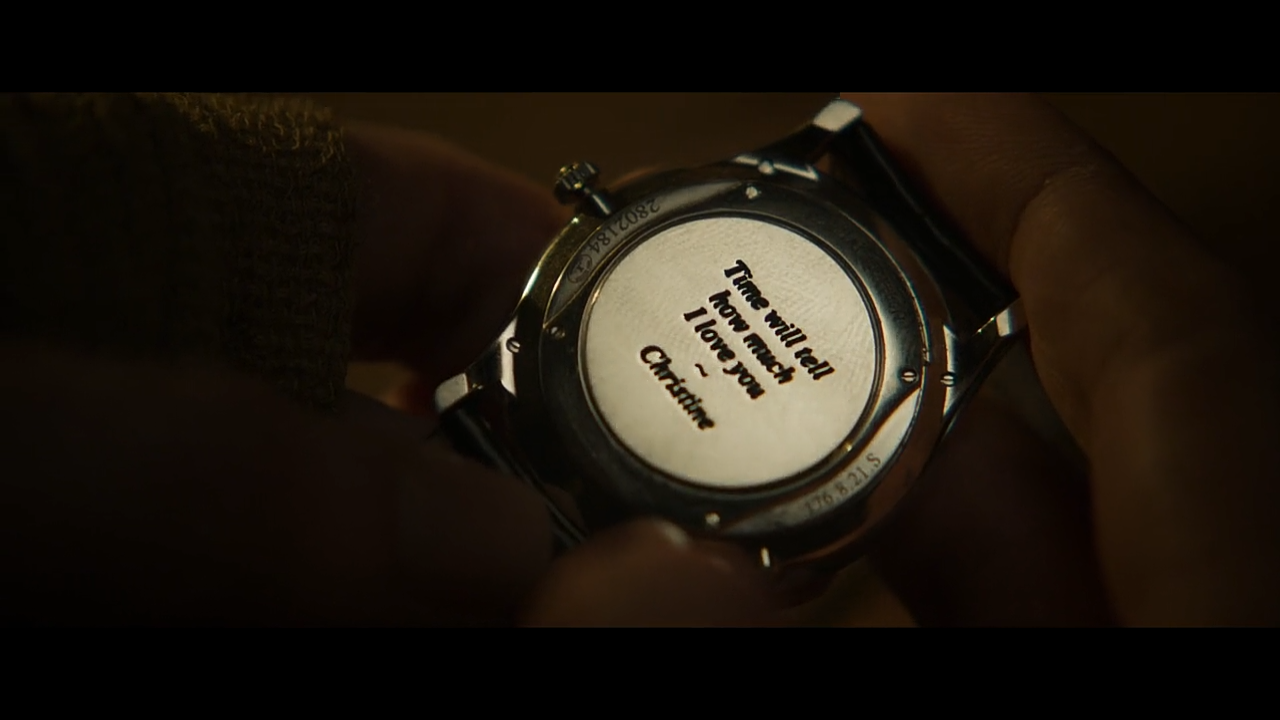 Time will tell
how much
I love you
~
Christine
2802184
176.8.21.S